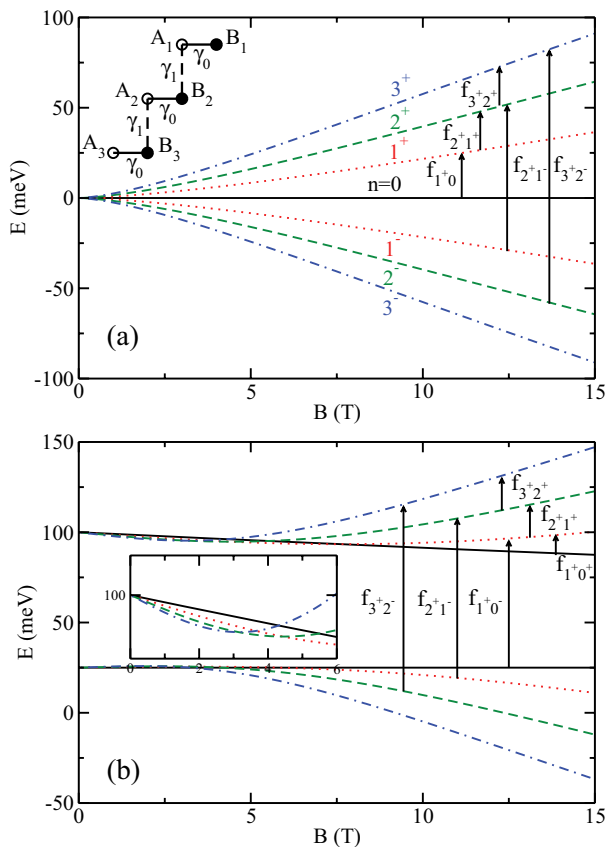 100
50
0
-50
-100
E (meV)
A₁ γ₀ B₁
γ₁
A₂ γ₀ B₂
γ₁
A₃ γ₀ B₃
3⁺
2⁺
1⁺
n=0
1⁻
2⁻
3⁻
f₃⁺₂⁺
f₂⁺₁⁺
f₁⁺₀
f₂⁺₁⁻
f₃⁺₂⁻
(a)
0 5 10 15
B (T)
150
100
50
0
-50
E (meV)
f₃⁺₂⁺
f₂⁺₁⁺
f₁⁺₀⁺
f₃⁺₂⁻
f₂⁺₁⁻
f₁⁺₀⁻
100
0 2 4 6
(b)
0 5 10 15
B (T)